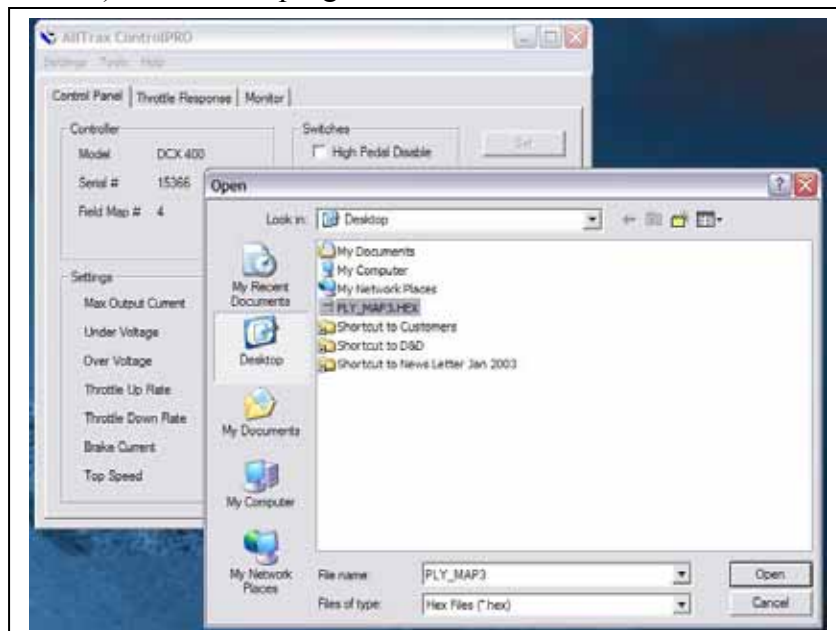 AllTrax ControlPRO
Settings Tools Help
Control Panel Throttle Response Monitor
Controller
Model DCX 400
Serial # 15366
Field Map # 4
Switches
High Pedal Disable
Set
Settings
Max Output Current
Under Voltage
Over Voltage
Throttle Up Rate
Throttle Down Rate
Brake Current
Top Speed
Open
Look in: Desktop
My Recent Documents
Desktop
My Documents
My Computer
My Network Places
My Documents
My Computer
My Network Places
PLY_MAP3.HEX
Shortcut to Customers
Shortcut to D&D
Shortcut to News Letter Jan 2003
File name: PLY_MAP3
Open
Files of type: Hex Files (*.hex)
Cancel